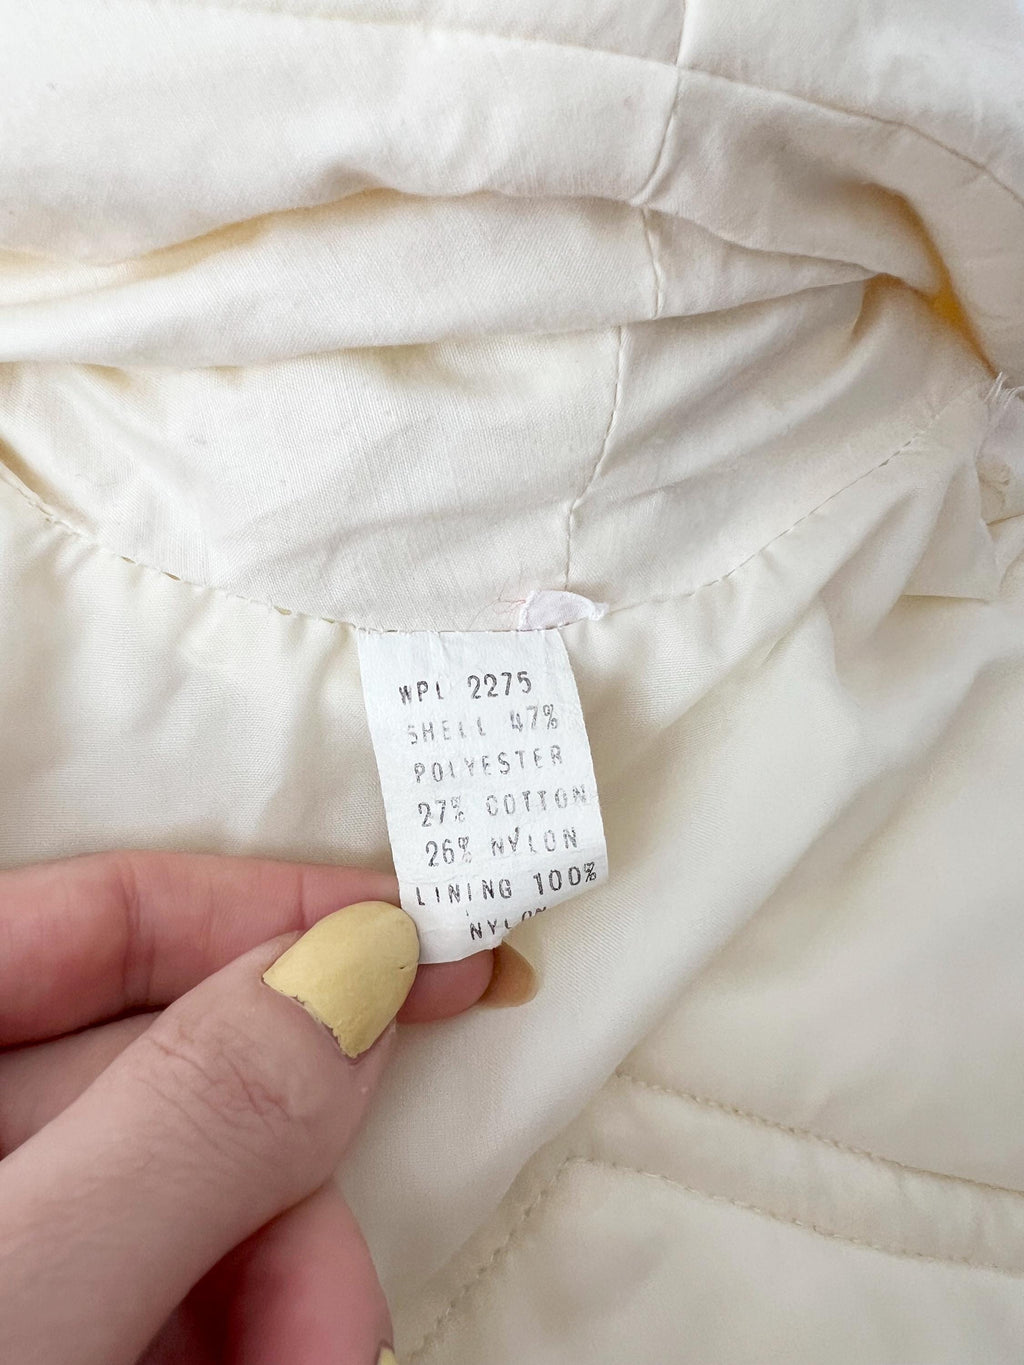 WPL 2275
SHELL 47%
POLYESTER
27% COTTON
26% NYLON
LINING 100%
NYLON